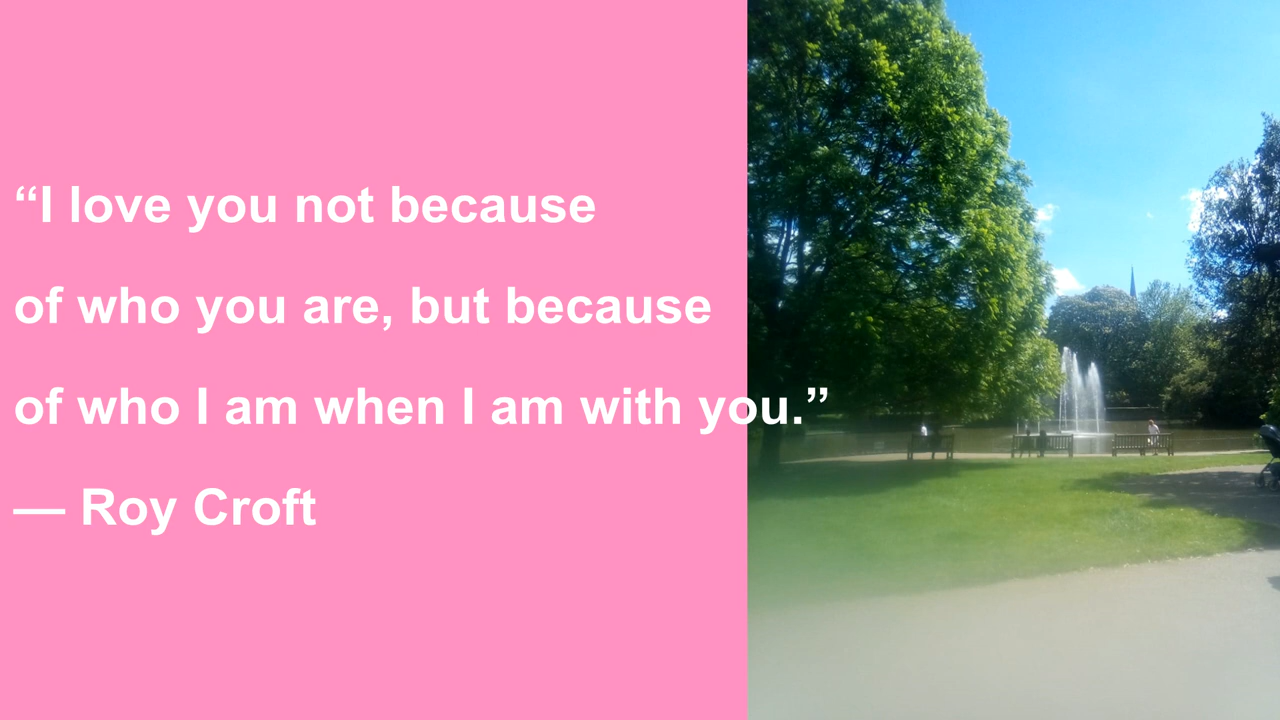 “I love you not because
of who you are, but because
of who I am when I am with you.”
— Roy Croft